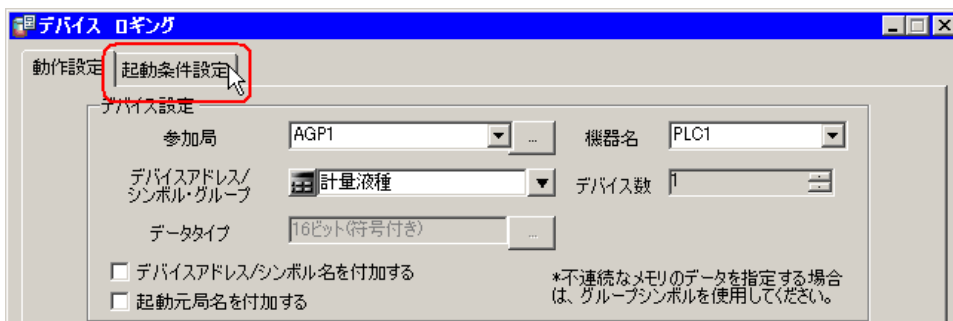 デバイス ロギング
動作設定 起動条件設定
デバイス設定
参加局 AGP1 ... 機器名 PLC1
デバイスアドレス/
シンボル・グループ 計量液種 デバイス数 1
データタイプ 16ビット(符号付き) ...
デバイスアドレス/シンボル名を付加する
起動元局名を付加する
*不連続なメモリのデータを指定する場合
は、グループシンボルを使用してください。